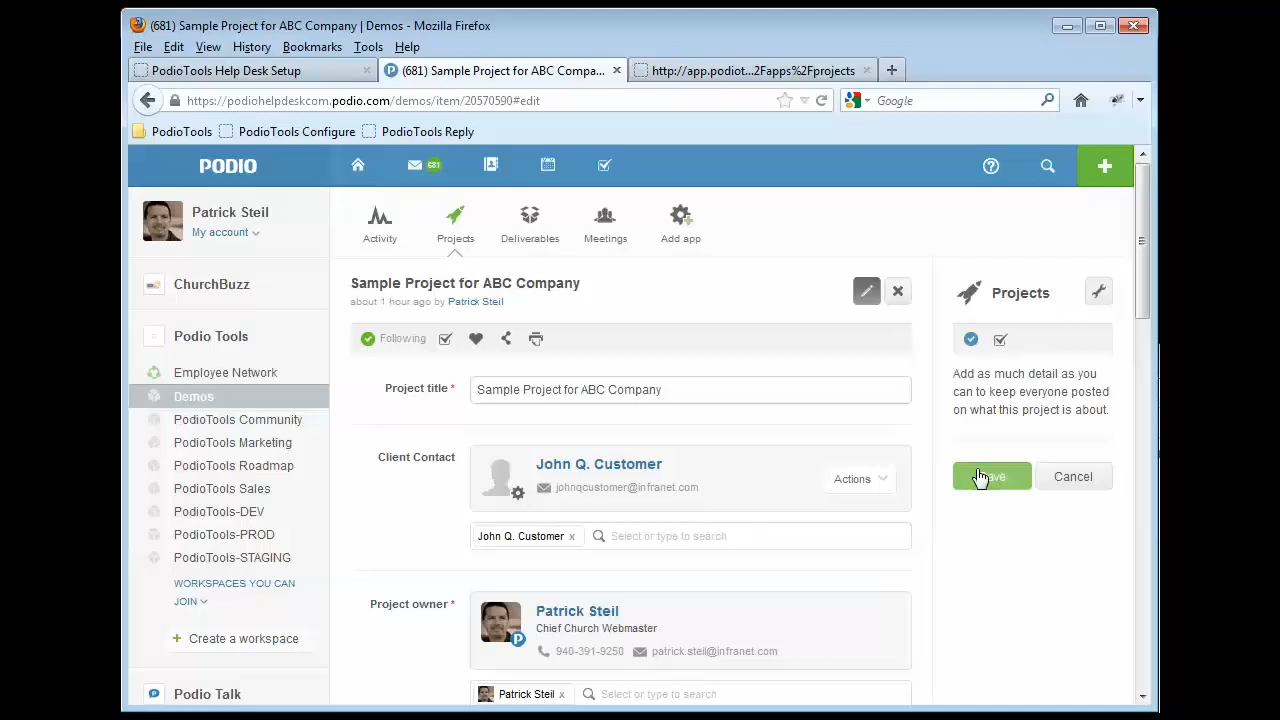 (681) Sample Project for ABC Company | Demos - Mozilla Firefox
File Edit View History Bookmarks Tools Help
PodioTools Help Desk Setup
(681) Sample Project for ABC Compa...
http://app.podiot...2Fapps%2Fprojects
https://podiohelpdeskcom.podio.com/demos/item/20570590#edit
Google
PodioTools PodioTools Configure PodioTools Reply
PODIO
681
Patrick Steil
My account
ChurchBuzz
Podio Tools
Employee Network
Demos
PodioTools Community
PodioTools Marketing
PodioTools Roadmap
PodioTools Sales
PodioTools-DEV
PodioTools-PROD
PodioTools-STAGING
WORKSPACES YOU CAN
JOIN
+ Create a workspace
Podio Talk
Activity Projects Deliverables Meetings Add app
Sample Project for ABC Company
about 1 hour ago by Patrick Steil
Following
Project title * Sample Project for ABC Company
Client Contact
John Q. Customer
johnqcustomer@infranet.com
Actions
John Q. Customer x Select or type to search
Project owner *
Patrick Steil
Chief Church Webmaster
940-391-9250 patrick.steil@infranet.com
Patrick Steil x Select or type to search
Projects
Add as much detail as you
can to keep everyone posted
on what this project is about.
Cancel